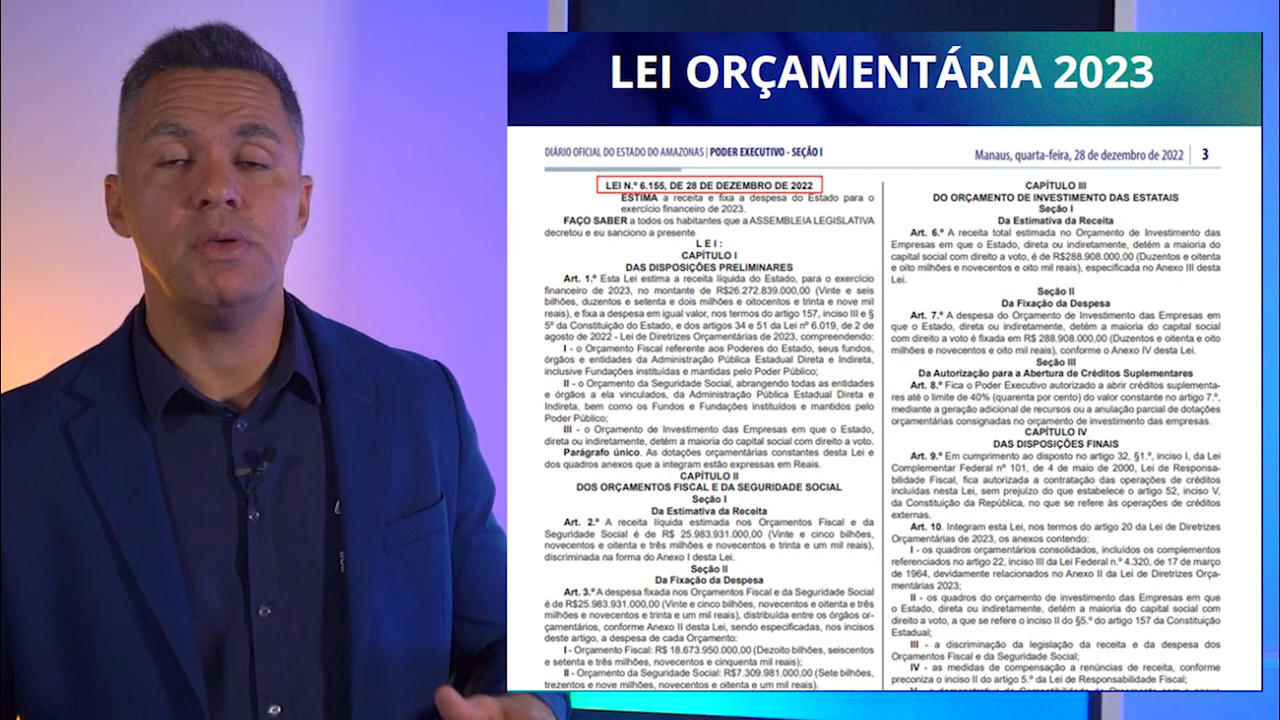 LEI ORÇAMENTÁRIA 2023
DIÁRIO OFICIAL DO ESTADO DO AMAZONAS | PODER EXECUTIVO - SEÇÃO I
Manaus, quarta-feira, 28 de dezembro de 2022 | 3
LEI N.º 6.155, DE 28 DE DEZEMBRO DE 2022
ESTIMA a receita e fixa a despesa do Estado para o
exercício financeiro de 2023.
FAÇO SABER a todos os habitantes que a ASSEMBLEIA LEGISLATIVA
decretou e eu sanciono a presente
L E I :
CAPÍTULO I
DAS DISPOSIÇÕES PRELIMINARES
Art. 1.º Esta Lei estima a receita líquida do Estado, para o exercício
financeiro de 2023, no montante de R$26.272.839.000,00 (Vinte e seis
bilhões, duzentos e setenta e dois milhões e oitocentos e trinta e nove mil
reais), e fixa a despesa em igual valor, nos termos do artigo 157, inciso III e §
5º da Constituição do Estado, e dos artigos 34 e 51 da Lei nº 6.019, de 2 de
agosto de 2022 - Lei de Diretrizes Orçamentárias de 2023, compreendendo:
I - o Orçamento Fiscal referente aos Poderes do Estado, seus fundos,
órgãos e entidades da Administração Pública Estadual Direta e Indireta,
inclusive Fundações instituídas e mantidas pelo Poder Público;
II - o Orçamento da Seguridade Social, abrangendo todas as entidades
e órgãos a ela vinculados, da Administração Pública Estadual Direta e
Indireta, bem como os Fundos e Fundações instituídos e mantidos pelo
Poder Público;
III - o Orçamento de Investimento das Empresas em que o Estado,
direta ou indiretamente, detém a maioria do capital social com direito a voto.
Parágrafo único. As dotações orçamentárias constantes desta Lei e
dos quadros anexos que a integram estão expressas em Reais.
CAPÍTULO II
DOS ORÇAMENTOS FISCAL E DA SEGURIDADE SOCIAL
Seção I
Da Estimativa da Receita
Art. 2.º A receita líquida estimada nos Orçamentos Fiscal e da
Seguridade Social é de R$ 25.983.931.000,00 (Vinte e cinco bilhões,
novecentos e oitenta e três milhões e novecentos e trinta e um mil reais),
discriminada na forma do Anexo I desta Lei.
Seção II
Da Fixação da Despesa
Art. 3.º A despesa fixada nos Orçamentos Fiscal e da Seguridade Social
é de R$25.983.931.000,00 (Vinte e cinco bilhões, novecentos e oitenta e três
milhões e novecentos e trinta e um mil reais), distribuída entre os órgãos or-
çamentários, conforme Anexo II desta Lei, sendo especificadas, nos incisos
deste artigo, a despesa de cada Orçamento:
I - Orçamento Fiscal: R$ 18.673.950.000,00 (Dezoito bilhões, seiscentos
e setenta e três milhões, novecentos e cinquenta mil reais);
II - Orçamento da Seguridade Social: R$7.309.981.000,00 (Sete bilhões,
trezentos e nove milhões, novecentos e oitenta e um mil reais).
CAPÍTULO III
DO ORÇAMENTO DE INVESTIMENTO DAS ESTATAIS
Seção I
Da Estimativa da Receita
Art. 6.º A receita total estimada no Orçamento de Investimento das
Empresas em que o Estado, direta ou indiretamente, detém a maioria do
capital social com direito a voto, é de R$288.908.000,00 (Duzentos e oitenta
e oito milhões e novecentos e oito mil reais), especificada no Anexo III desta
Lei.
Seção II
Da Fixação da Despesa
Art. 7.º A despesa do Orçamento de Investimento das Empresas em
que o Estado, direta ou indiretamente, detém a maioria do capital social
com direito a voto é fixada em R$ 288.908.000,00 (Duzentos e oitenta e oito
milhões e novecentos e oito mil reais), conforme o Anexo IV desta Lei.
Seção III
Da Autorização para a Abertura de Créditos Suplementares
Art. 8.º Fica o Poder Executivo autorizado a abrir créditos suplementa-
res até o limite de 40% (quarenta por cento) do valor constante no artigo 7.º,
mediante a geração adicional de recursos ou a anulação parcial de dotações
orçamentárias consignadas no orçamento de investimento das empresas.
CAPÍTULO IV
DAS DISPOSIÇÕES FINAIS
Art. 9.º Em cumprimento ao disposto no artigo 32, §1.º, inciso I, da Lei
Complementar Federal nº 101, de 4 de maio de 2000, Lei de Responsa-
bilidade Fiscal, fica autorizada a contratação das operações de crédito
incluídas nesta Lei, sem prejuízo do que estabelece o artigo 52, inciso V,
da Constituição da República, no que se refere às operações de créditos
externas.
Art. 10. Integram esta Lei, nos termos do artigo 20 da Lei de Diretrizes
Orçamentárias de 2023, os anexos contendo:
I - os quadros orçamentários consolidados, incluídos os complementos
referenciados no artigo 22, inciso III da Lei Federal n.º 4.320, de 17 de março
de 1964, devidamente relacionados no Anexo II da Lei de Diretrizes Orça-
mentárias 2023;
II - os quadros do orçamento de investimento das Empresas em que
o Estado, direta ou indiretamente, detém a maioria do capital social com
direito a voto, a que se refere o inciso II do §5.º do artigo 157 da Constituição
Estadual;
III - a discriminação da legislação da receita e da despesa dos
Orçamentos Fiscal e da Seguridade Social;
IV - as medidas de compensação a renúncias de receita, conforme
preconiza o inciso II do artigo 5.º da Lei de Responsabilidade Fiscal;